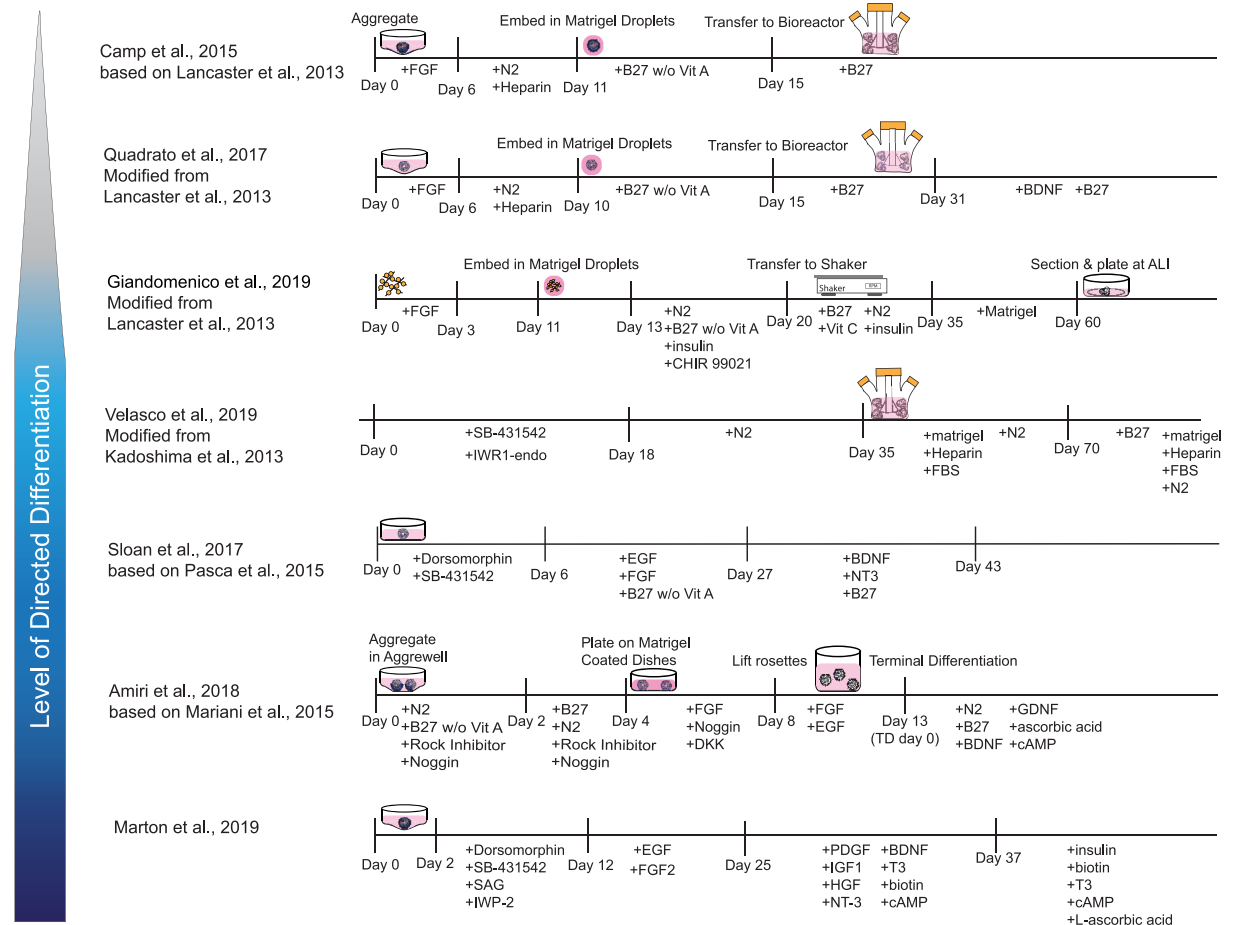 Level of Directed Differentiation
Camp et al., 2015
based on Lancaster et al., 2013
Aggregate
Embed in Matrigel Droplets
Transfer to Bioreactor
+FGF
+N2
+Heparin
+B27 w/o Vit A
+B27
Day 0
Day 6
Day 11
Day 15
Quadrato et al., 2017
Modified from
Lancaster et al., 2013
Embed in Matrigel Droplets
Transfer to Bioreactor
+FGF
+N2
+Heparin
+B27 w/o Vit A
+B27
+BDNF
+B27
Day 0
Day 6
Day 10
Day 15
Day 31
Giandomenico et al., 2019
Modified from
Lancaster et al., 2013
Embed in Matrigel Droplets
Transfer to Shaker
Shaker
RPM
Section & plate at ALI
+FGF
+N2
+B27 w/o Vit A
+insulin
+CHIR 99021
+B27
+Vit C
+N2
+insulin
+Matrigel
Day 0
Day 3
Day 11
Day 13
Day 20
Day 35
Day 60
Velasco et al., 2019
Modified from
Kadoshima et al., 2013
+SB-431542
+IWR1-endo
+N2
+matrigel
+Heparin
+FBS
+N2
+B27
+matrigel
+Heparin
+FBS
+N2
Day 0
Day 18
Day 35
Day 70
Sloan et al., 2017
based on Pasca et al., 2015
+Dorsomorphin
+SB-431542
+EGF
+FGF
+B27 w/o Vit A
+BDNF
+NT3
+B27
Day 0
Day 6
Day 27
Day 43
Amiri et al., 2018
based on Mariani et al., 2015
Aggregate
in Aggrewell
Plate on Matrigel
Coated Dishes
Lift rosettes
Terminal Differentiation
+N2
+B27 w/o Vit A
+Rock Inhibitor
+Noggin
+B27
+N2
+Rock Inhibitor
+Noggin
+FGF
+Noggin
+DKK
+FGF
+EGF
+N2
+B27
+BDNF
+GDNF
+ascorbic acid
+cAMP
Day 0
Day 2
Day 4
Day 8
Day 13
(TD day 0)
Marton et al., 2019
+Dorsomorphin
+SB-431542
+SAG
+IWP-2
+EGF
+FGF2
+PDGF
+IGF1
+HGF
+NT-3
+BDNF
+T3
+biotin
+cAMP
+insulin
+biotin
+T3
+cAMP
+L-ascorbic acid
Day 0
Day 2
Day 12
Day 25
Day 37